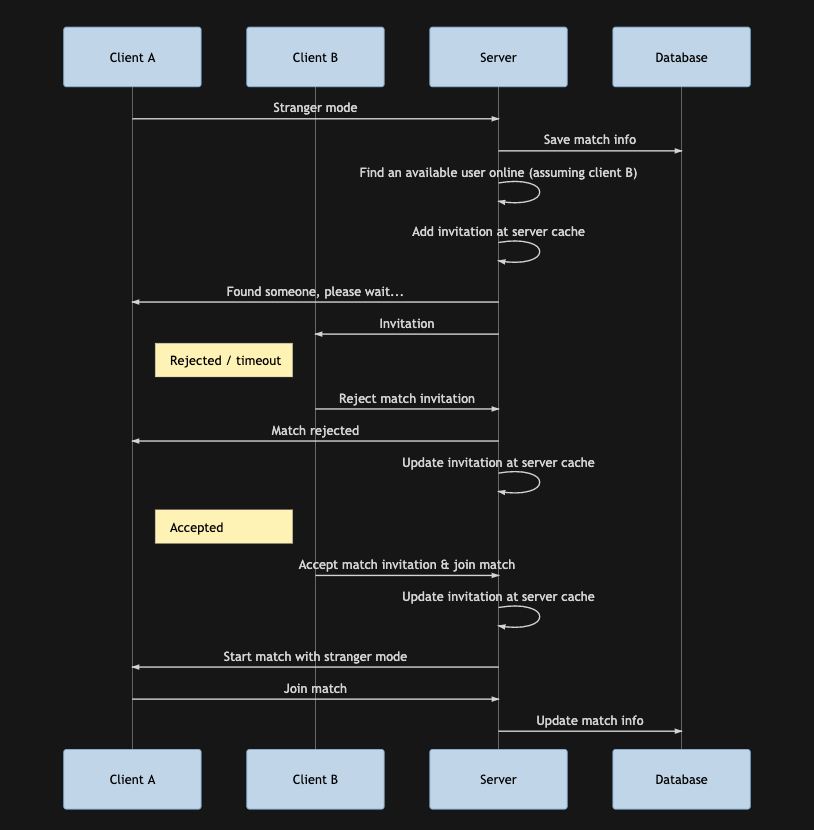 Client A
Client B
Server
Database
Stranger mode
Save match info
Find an available user online (assuming client B)
Add invitation at server cache
Found someone, please wait...
Invitation
Rejected / timeout
Reject match invitation
Match rejected
Update invitation at server cache
Accepted
Accept match invitation & join match
Update invitation at server cache
Start match with stranger mode
Join match
Update match info
Client A
Client B
Server
Database